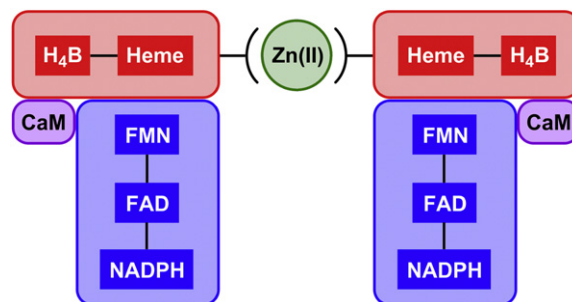 H₄B Heme Zn(II) Heme H₄B
CaM FMN FMN CaM
FAD FAD
NADPH NADPH